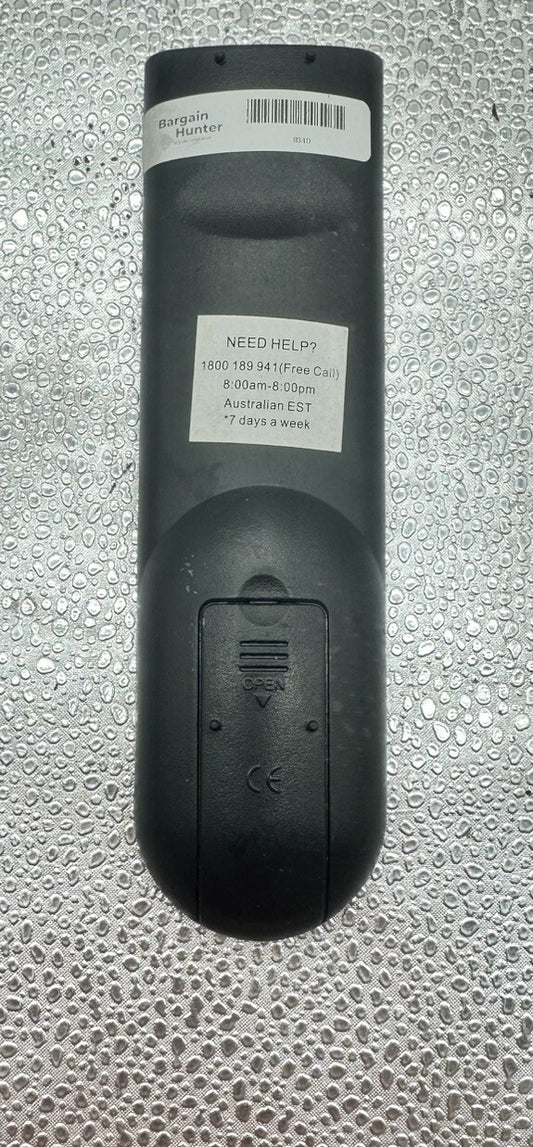 Bargain
Hunter
9349
NEED HELP?
1800 189 941(Free Call)
8:00am-8:00pm
Australian EST
*7 days a week
OPEN
CE